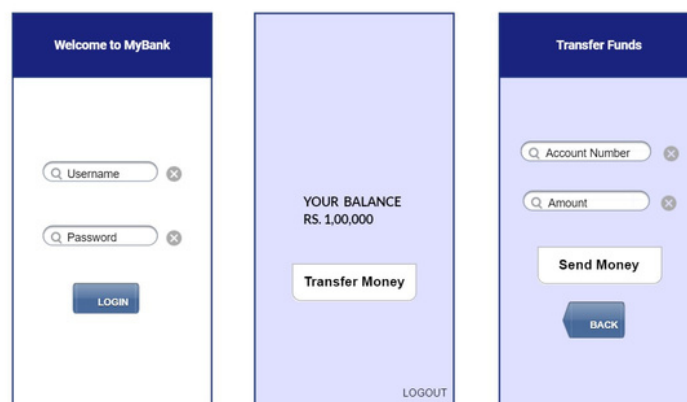 Welcome to MyBank
Username
Password
LOGIN
YOUR BALANCE
RS. 1,00,000
Transfer Money
LOGOUT
Transfer Funds
Account Number
Amount
Send Money
BACK